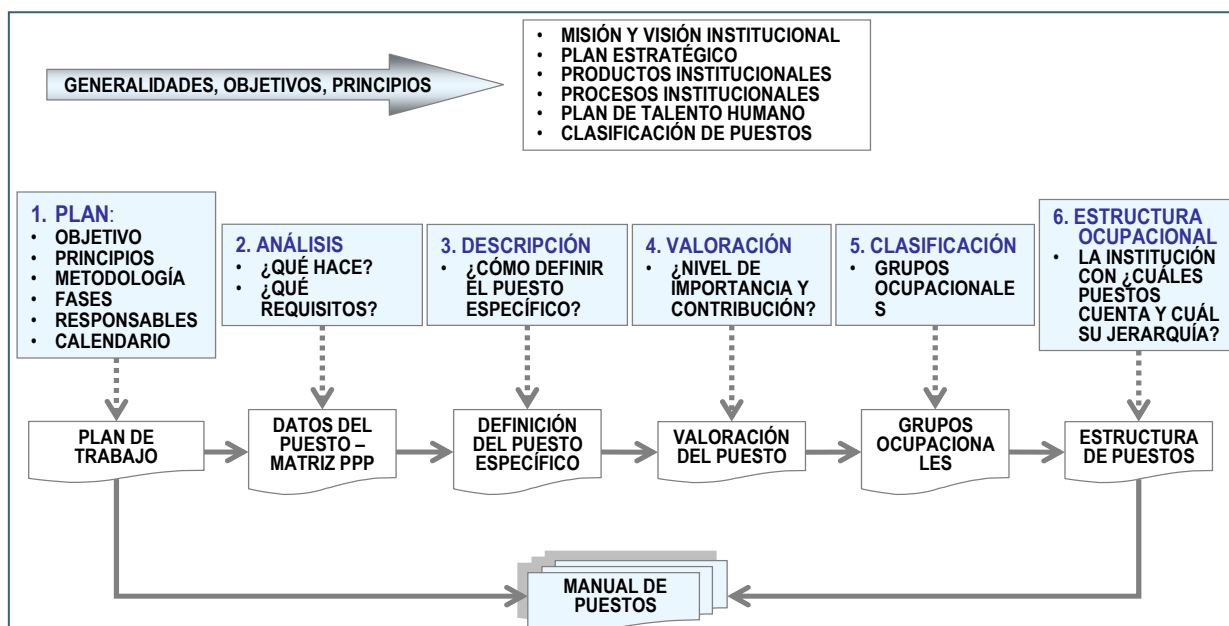 GENERALIDADES, OBJETIVOS, PRINCIPIOS
• MISIÓN Y VISIÓN INSTITUCIONAL
• PLAN ESTRATÉGICO
• PRODUCTOS INSTITUCIONALES
• PROCESOS INSTITUCIONALES
• PLAN DE TALENTO HUMANO
• CLASIFICACIÓN DE PUESTOS
1. PLAN:
• OBJETIVO
• PRINCIPIOS
• METODOLOGÍA
• FASES
• RESPONSABLES
• CALENDARIO
2. ANÁLISIS
• ¿QUÉ HACE?
• ¿QUÉ
REQUISITOS?
3. DESCRIPCIÓN
• ¿CÓMO DEFINIR
EL PUESTO
ESPECÍFICO?
4. VALORACIÓN
• ¿NIVEL DE
IMPORTANCIA Y
CONTRIBUCIÓN?
5. CLASIFICACIÓN
• GRUPOS
OCUPACIONALE
S
6. ESTRUCTURA
OCUPACIONAL
• LA INSTITUCIÓN
CON ¿CUÁLES
PUESTOS
CUENTA Y CUÁL
SU JERARQUÍA?
PLAN DE
TRABAJO
DATOS DEL
PUESTO –
MATRIZ PPP
DEFINICIÓN
DEL PUESTO
ESPECÍFICO
VALORACIÓN
DEL PUESTO
GRUPOS
OCUPACIONA
LES
ESTRUCTURA
DE PUESTOS
MANUAL DE
PUESTOS